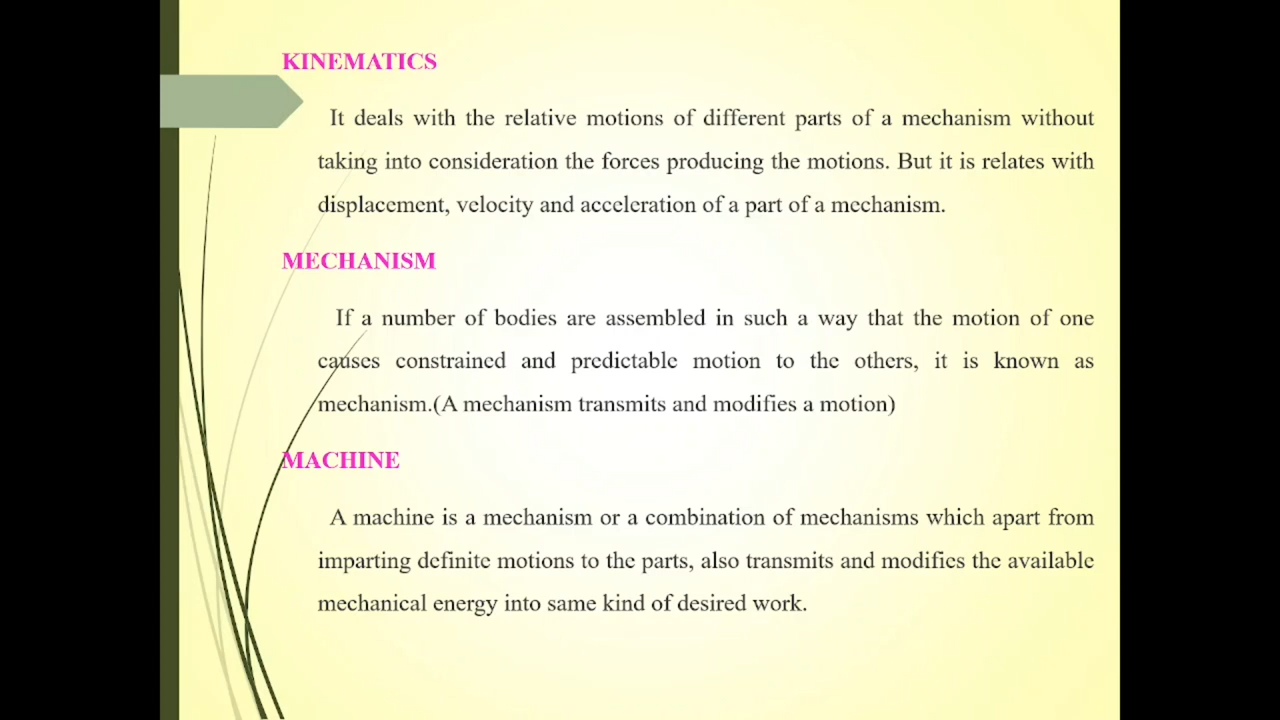 KINEMATICS
It deals with the relative motions of different parts of a mechanism without
taking into consideration the forces producing the motions. But it is relates with
displacement, velocity and acceleration of a part of a mechanism.
MECHANISM
If a number of bodies are assembled in such a way that the motion of one
causes constrained and predictable motion to the others, it is known as
mechanism.(A mechanism transmits and modifies a motion)
MACHINE
A machine is a mechanism or a combination of mechanisms which apart from
imparting definite motions to the parts, also transmits and modifies the available
mechanical energy into same kind of desired work.